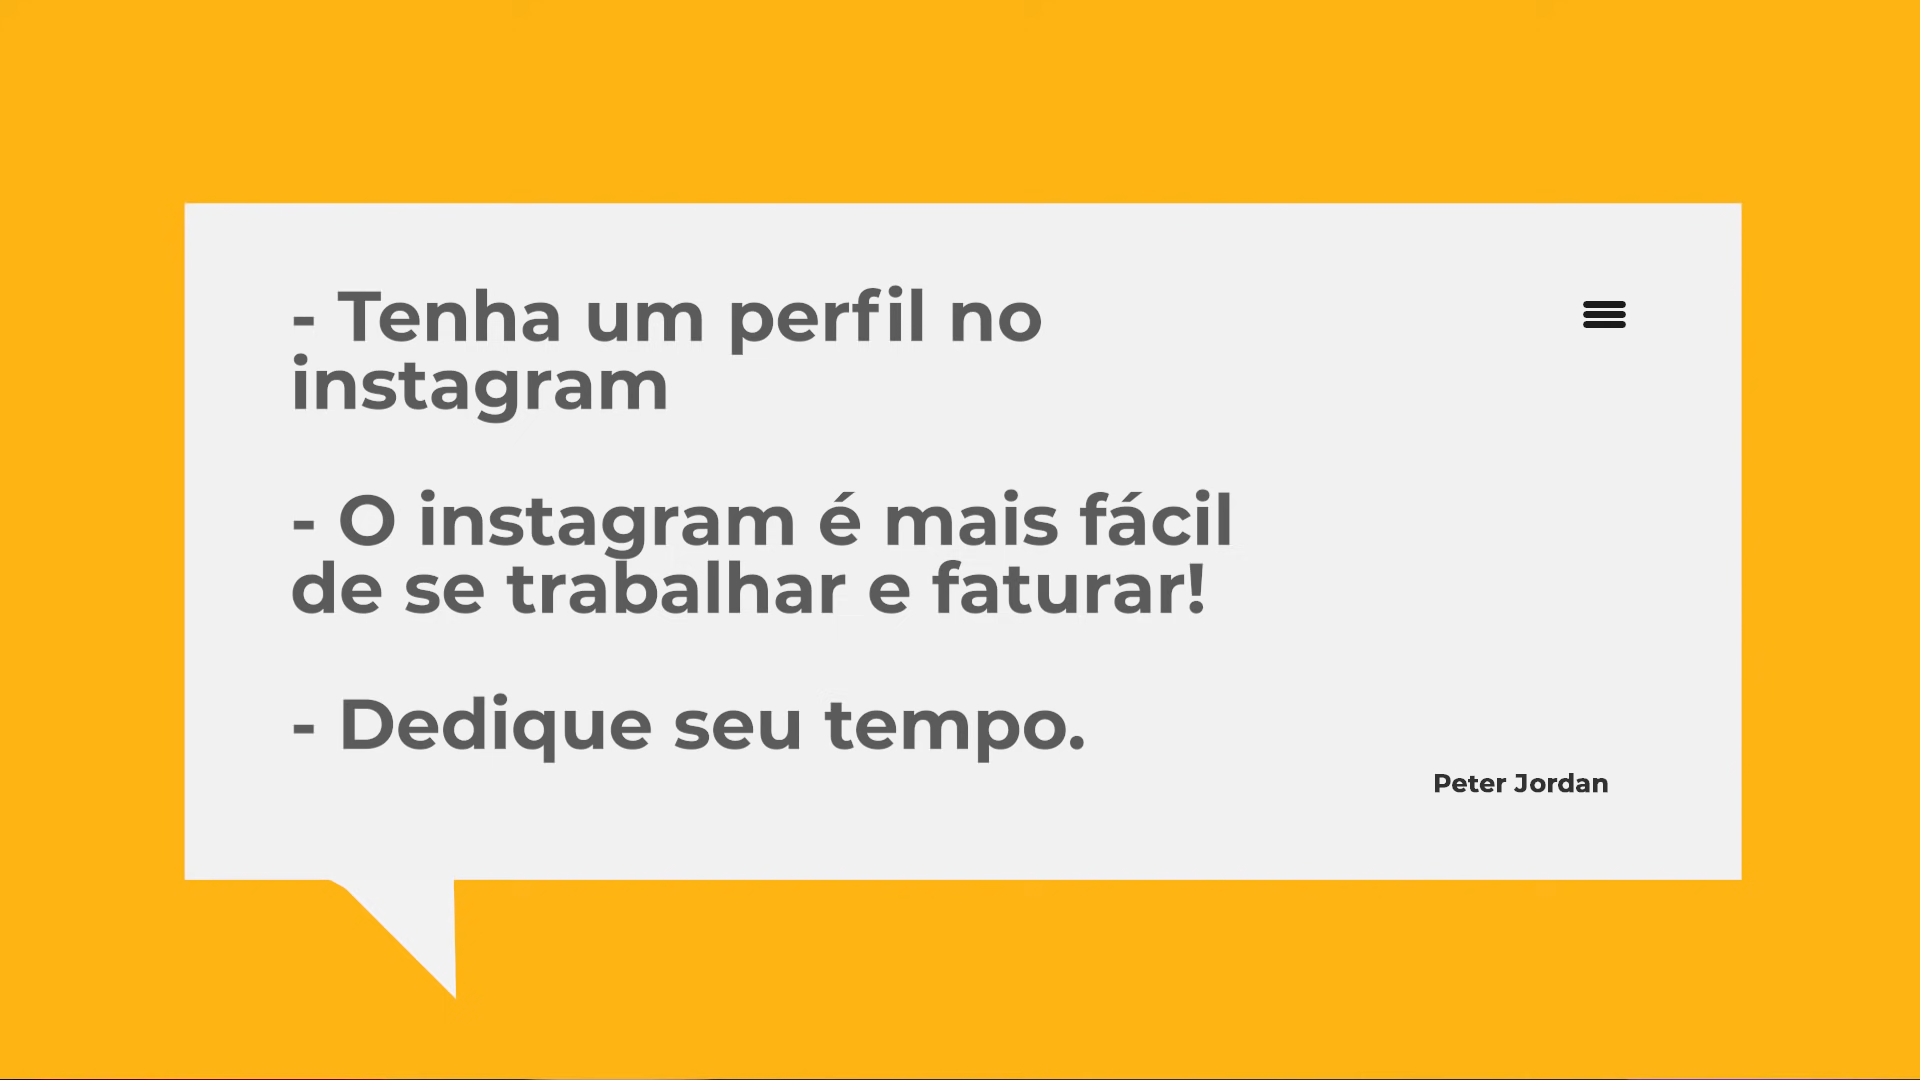 - Tenha um perfil no
instagram
- O instagram é mais fácil
de se trabalhar e faturar!
- Dedique seu tempo.
Peter Jordan